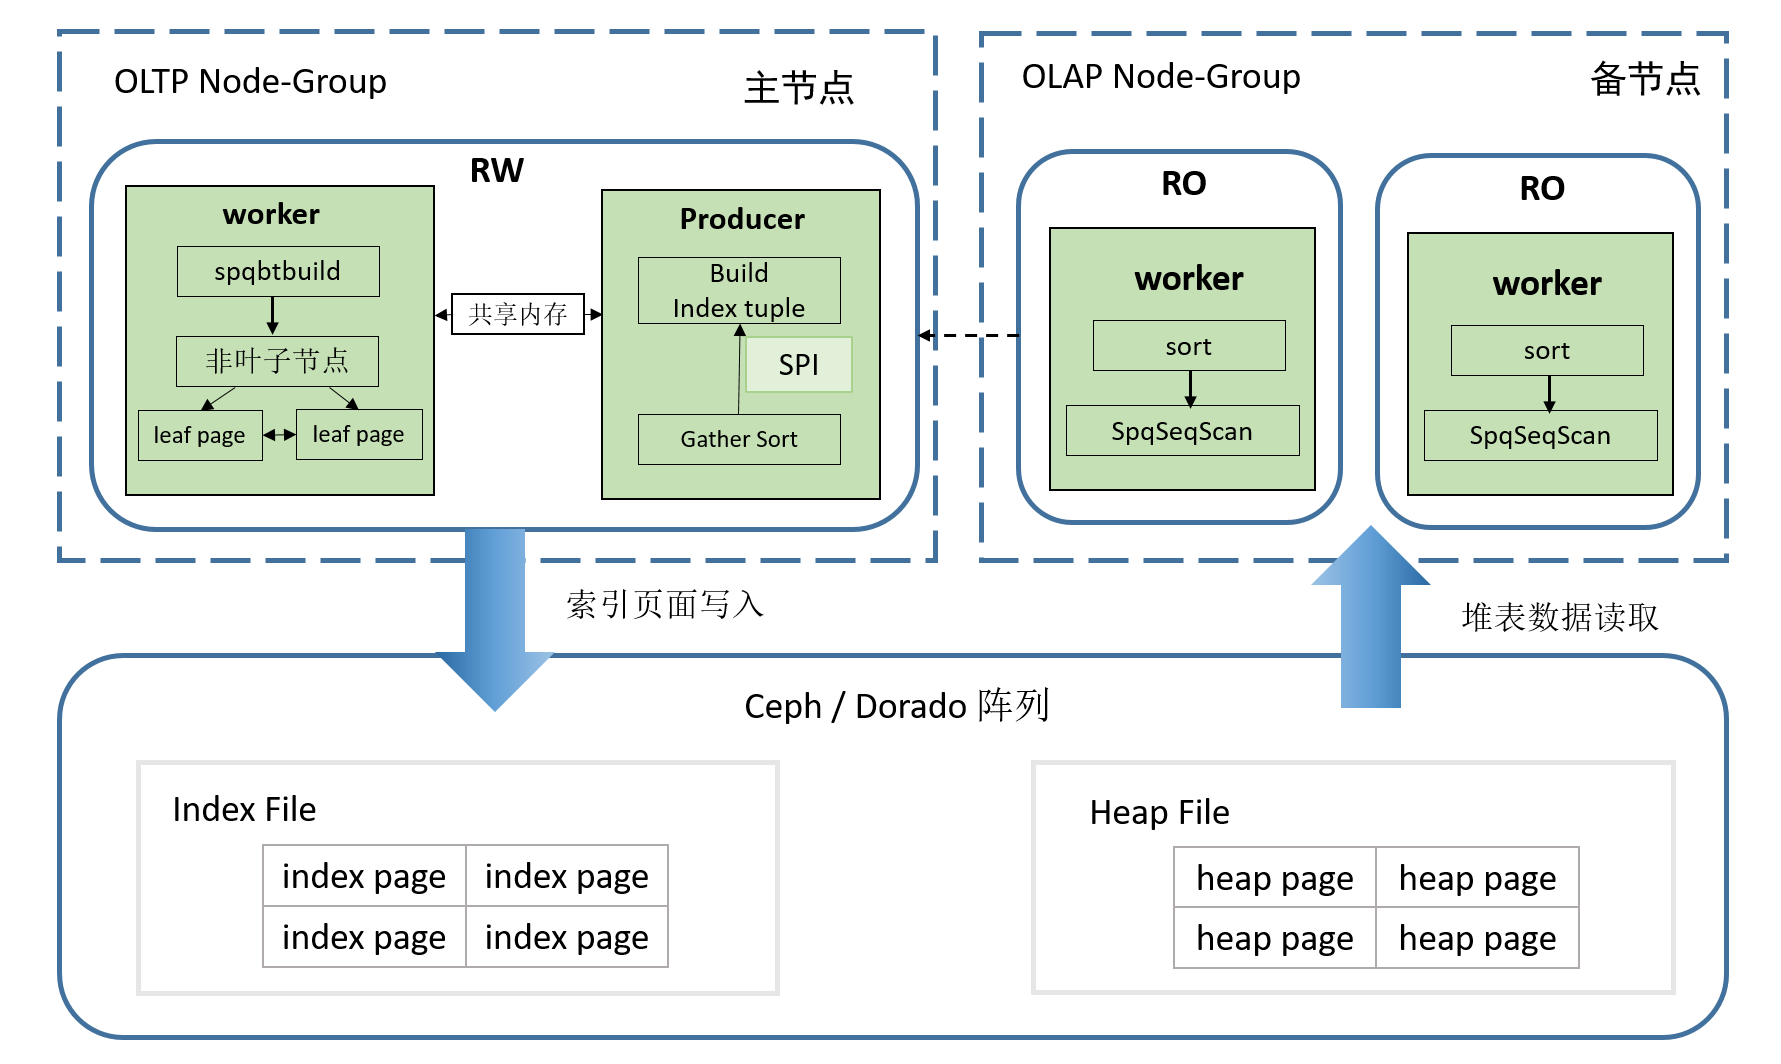 OLTP Node-Group
主节点
RW
worker
spqbtbuild
非叶子节点
leaf page
leaf page
共享内存
Producer
Build
Index tuple
SPI
Gather Sort
OLAP Node-Group
备节点
RO
worker
sort
SpqSeqScan
RO
worker
sort
SpqSeqScan
索引页面写入
堆表数据读取
Ceph / Dorado 阵列
Index File
index page
index page
index page
index page
Heap File
heap page
heap page
heap page
heap page